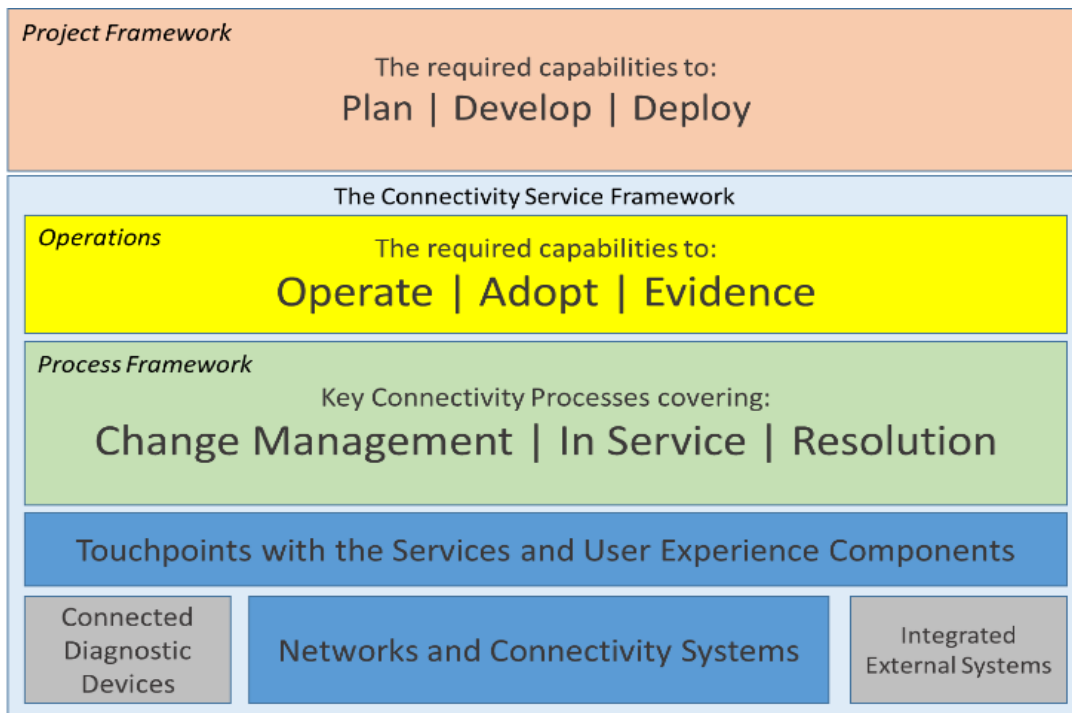 Project Framework
The required capabilities to:
Plan | Develop | Deploy
The Connectivity Service Framework
Operations
The required capabilities to:
Operate | Adopt | Evidence
Process Framework
Key Connectivity Processes covering:
Change Management | In Service | Resolution
Touchpoints with the Services and User Experience Components
Connected
Diagnostic
Devices
Networks and Connectivity Systems
Integrated
External Systems